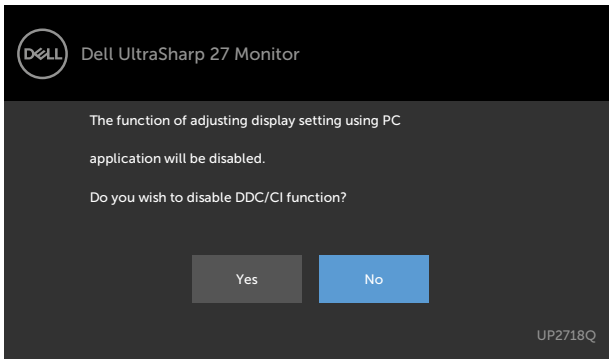 DELL
Dell UltraSharp 27 Monitor
The function of adjusting display setting using PC
application will be disabled.
Do you wish to disable DDC/CI function?
Yes
No
UP2718Q